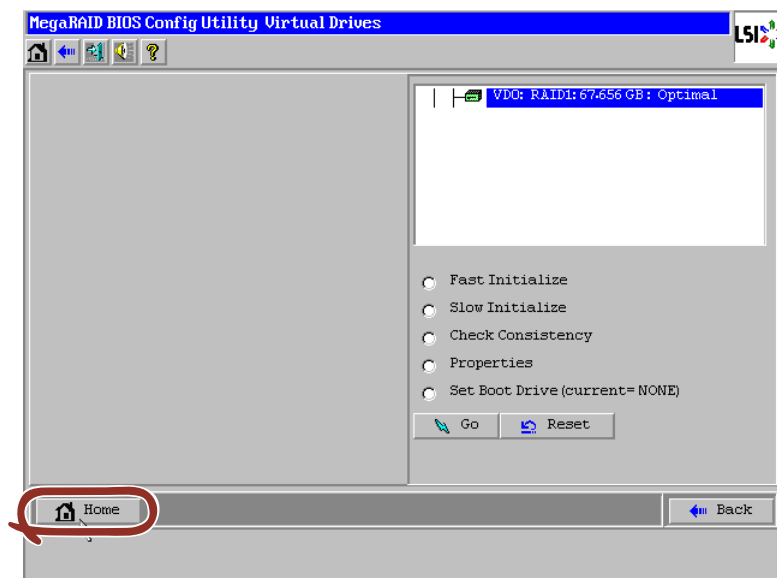 MegaRAID BIOS Config Utility Virtual Drives
LSI
VD0: RAID1: 67.656 GB: Optimal
Fast Initialize
Slow Initialize
Check Consistency
Properties
Set Boot Drive (current= NONE)
Go
Reset
Home
Back